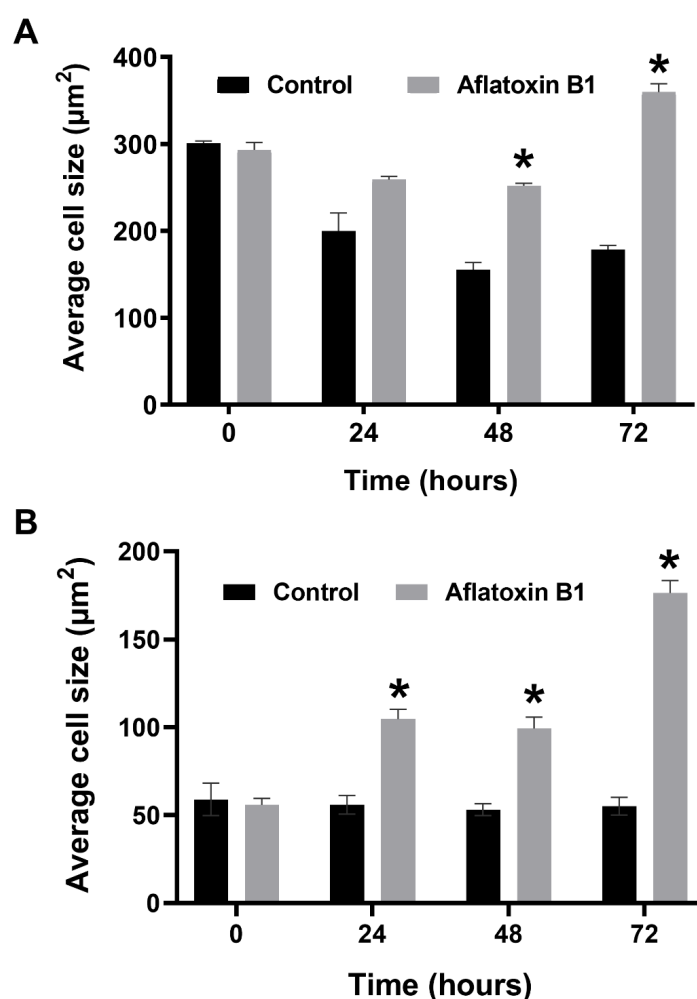 A
Average cell size (µm²)
400
300
200
100
0
Control
Aflatoxin B1
*
*
0
24
48
72
Time (hours)
B
Average cell size (µm²)
200
150
100
50
0
Control
Aflatoxin B1
*
*
*
0
24
48
72
Time (hours)